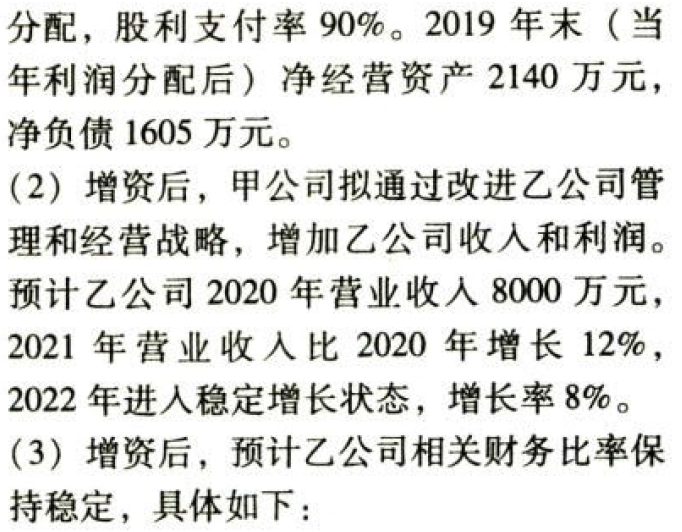 分配，股利支付率 90%。2019 年末（当
年利润分配后）净经营资产 2140 万元，
净负债 1605 万元。
(2) 增资后，甲公司拟通过改进乙公司管
理和经营战略，增加乙公司收入和利润。
预计乙公司 2020 年营业收入 8000 万元，
2021 年营业收入比 2020 年增长 12%，
2022 年进入稳定增长状态，增长率 8%。
(3) 增资后，预计乙公司相关财务比率保
持稳定，具体如下：